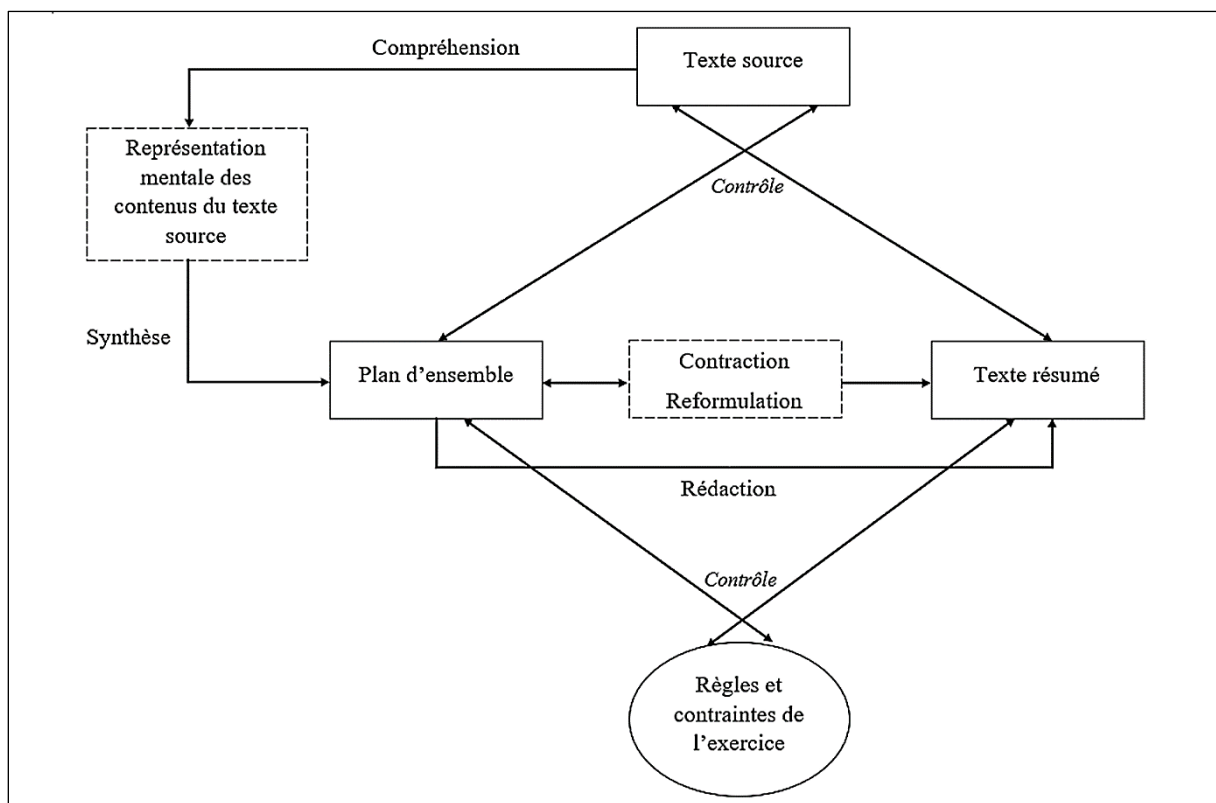 Compréhension
Texte source
Représentation
mentale des
contenus du texte
source
Contrôle
Synthèse
Plan d’ensemble
Contraction
Reformulation
Texte résumé
Rédaction
Contrôle
Règles et
contraintes de
l’exercice